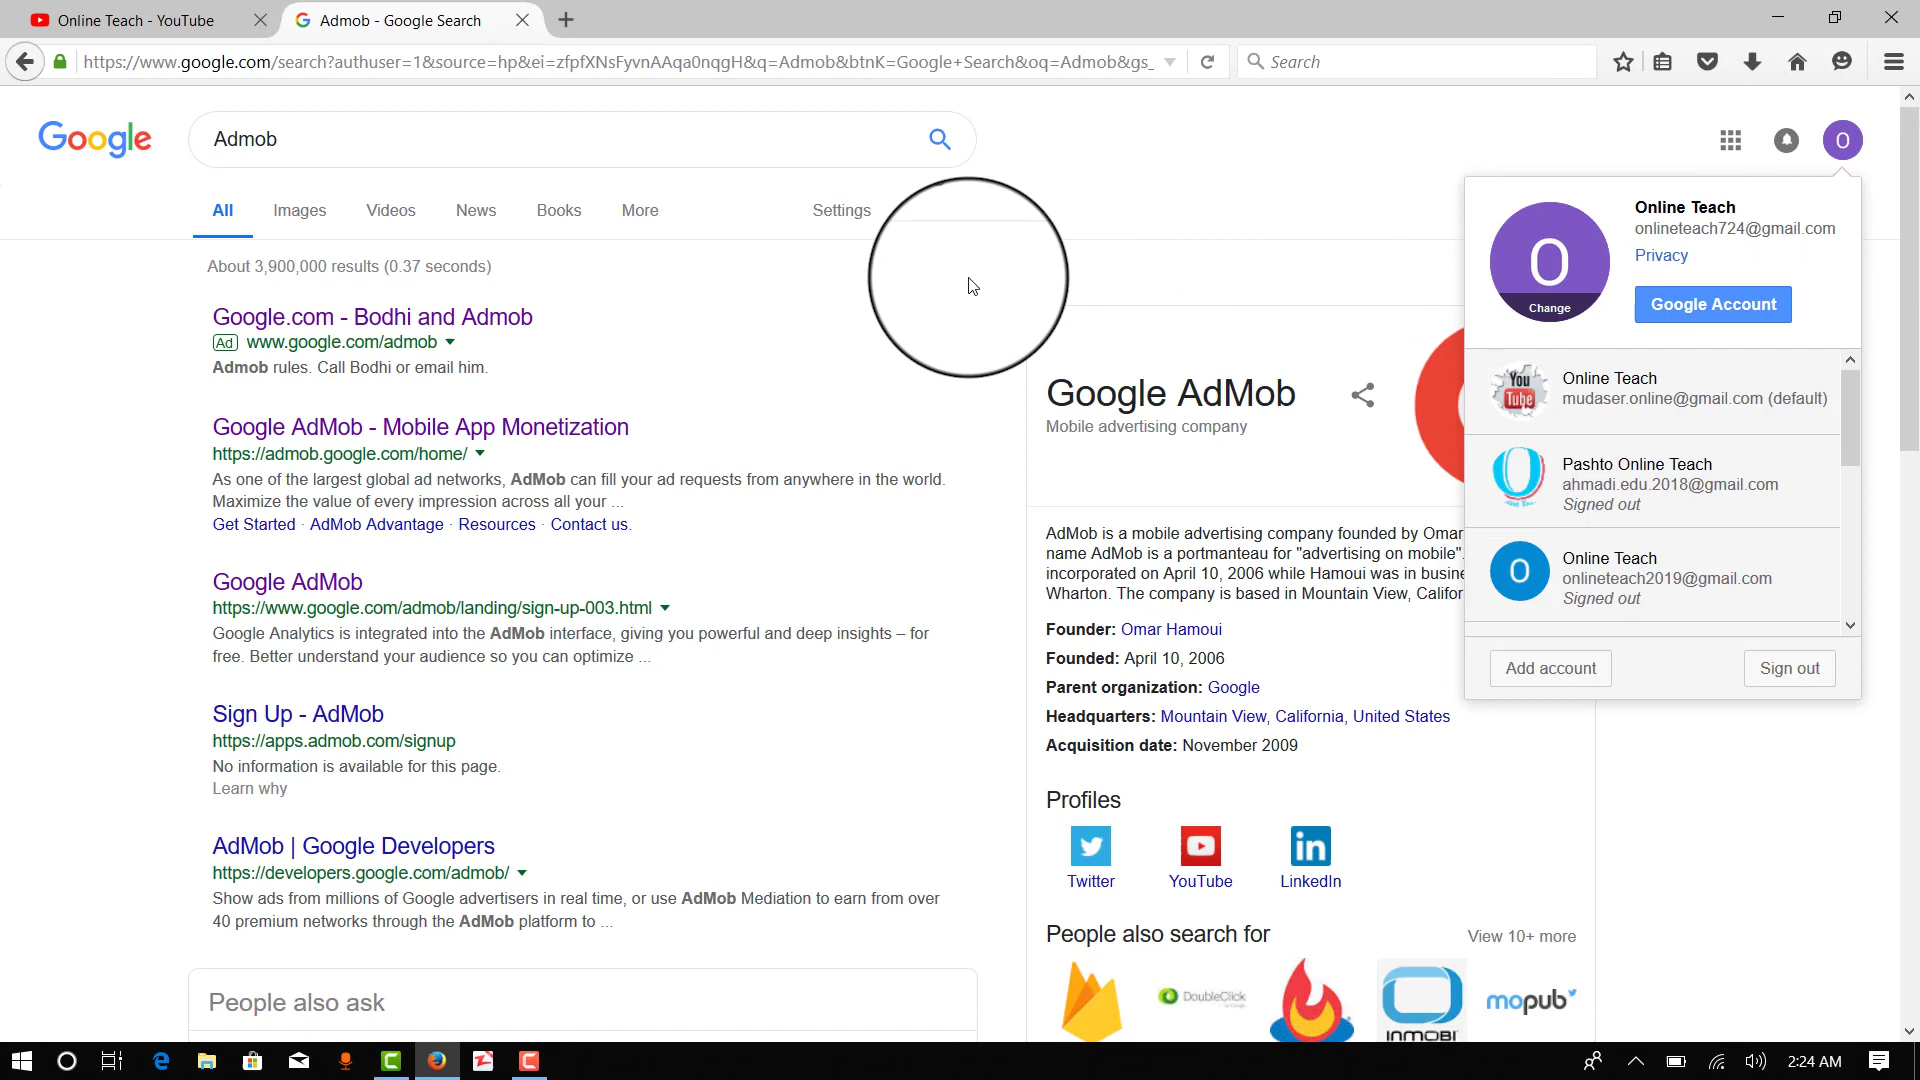 Online Teach - YouTube
Admob - Google Search
https://www.google.com/search?authuser=1&source=hp&ei=zfpfXNsFyvnAAqa0nqgH&q=Admob&btnK=Google+Search&oq=Admob&gs_
Search
Google
Admob
O
All
Images
Videos
News
Books
More
Settings
About 3,900,000 results (0.37 seconds)
Google.com - Bodhi and Admob
Ad www.google.com/admob
Admob rules. Call Bodhi or email him.
Google AdMob - Mobile App Monetization
https://admob.google.com/home/
As one of the largest global ad networks, AdMob can fill your ad requests from anywhere in the world.
Maximize the value of every impression across all your ...
Get Started · AdMob Advantage · Resources · Contact us.
Google AdMob
https://www.google.com/admob/landing/sign-up-003.html
Google Analytics is integrated into the AdMob interface, giving you powerful and deep insights – for
free. Better understand your audience so you can optimize ...
Sign Up - AdMob
https://apps.admob.com/signup
No information is available for this page.
Learn why
AdMob | Google Developers
https://developers.google.com/admob/
Show ads from millions of Google advertisers in real time, or use AdMob Mediation to earn from over
40 premium networks through the AdMob platform to ...
People also ask
Google AdMob
Mobile advertising company
AdMob is a mobile advertising company founded by Omar
name AdMob is a portmanteau for "advertising on mobile".
incorporated on April 10, 2006 while Hamoui was in busine
Wharton. The company is based in Mountain View, Califor
Founder: Omar Hamoui
Founded: April 10, 2006
Parent organization: Google
Headquarters: Mountain View, California, United States
Acquisition date: November 2009
Profiles
Twitter
YouTube
LinkedIn
People also search for
View 10+ more
DoubleClick
INMOBI
mopub
O
Change
Online Teach
onlineteach724@gmail.com
Privacy
Google Account
You
Tube
Online Teach
mudaser.online@gmail.com (default)
Pashto Online Teach
ahmadi.edu.2018@gmail.com
Signed out
O
Online Teach
onlineteach2019@gmail.com
Signed out
Add account
Sign out
2:24 AM